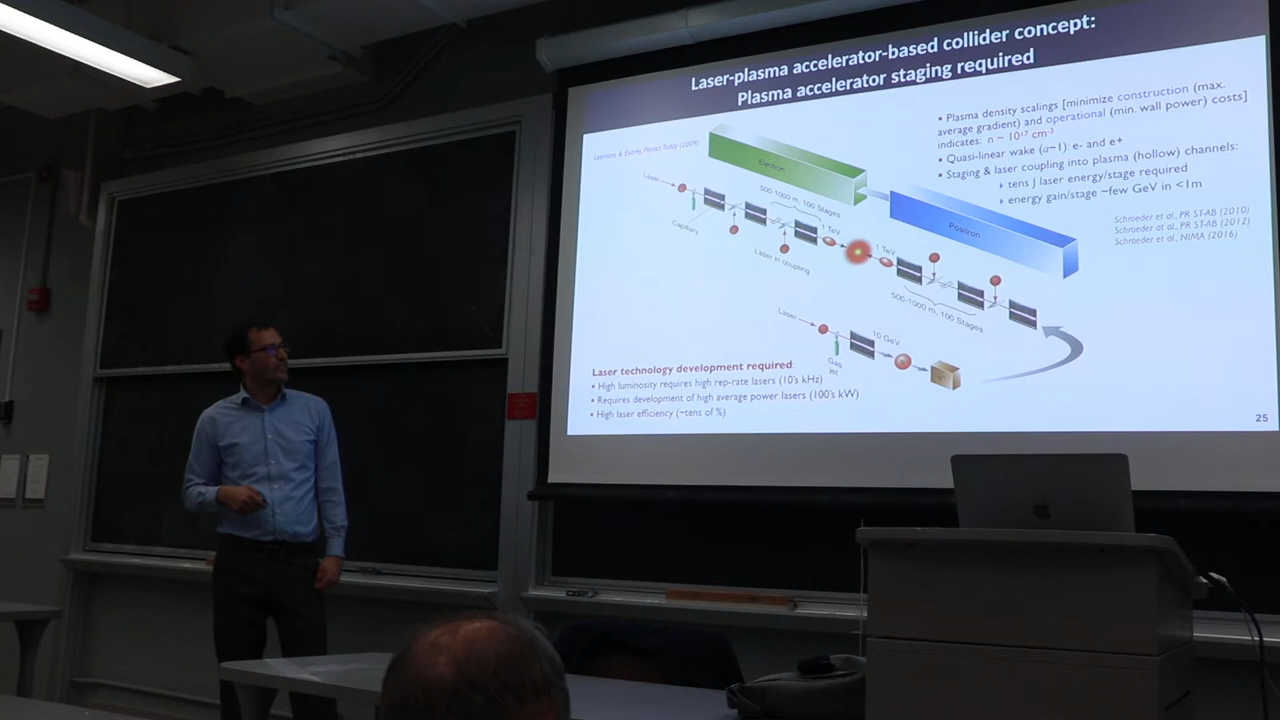 Laser-plasma accelerator-based collider concept:
Plasma accelerator staging required
▪ Plasma density scalings [minimize construction (max.
average gradient) and operational (min. wall power) costs]
indicates: n ~ 10¹⁷ cm⁻³
▪ Quasi-linear wake (a~1): e- and e+
▪ Staging & laser coupling into plasma (hollow) channels:
‣ tens J laser energy/stage required
‣ energy gain/stage ~few GeV in <1m
Schroeder et al., PR ST-AB (2010)
Schroeder et al., PR ST-AB (2012)
Schroeder et al., NIMA (2016)
Leemans & Esarey, Physics Today (2009)
Electron
Laser
500-1000 m, 100 Stages
Capillary
1 TeV
Laser in coupling
Positron
1 TeV
500-1000 m, 100 Stages
Laser
10 GeV
Gas
Jet
e⁻
e⁺
Laser technology development required:
▪ High luminosity requires high rep-rate lasers (10's kHz)
▪ Requires development of high average power lasers (100's kW)
▪ High laser efficiency (~tens of %)
25